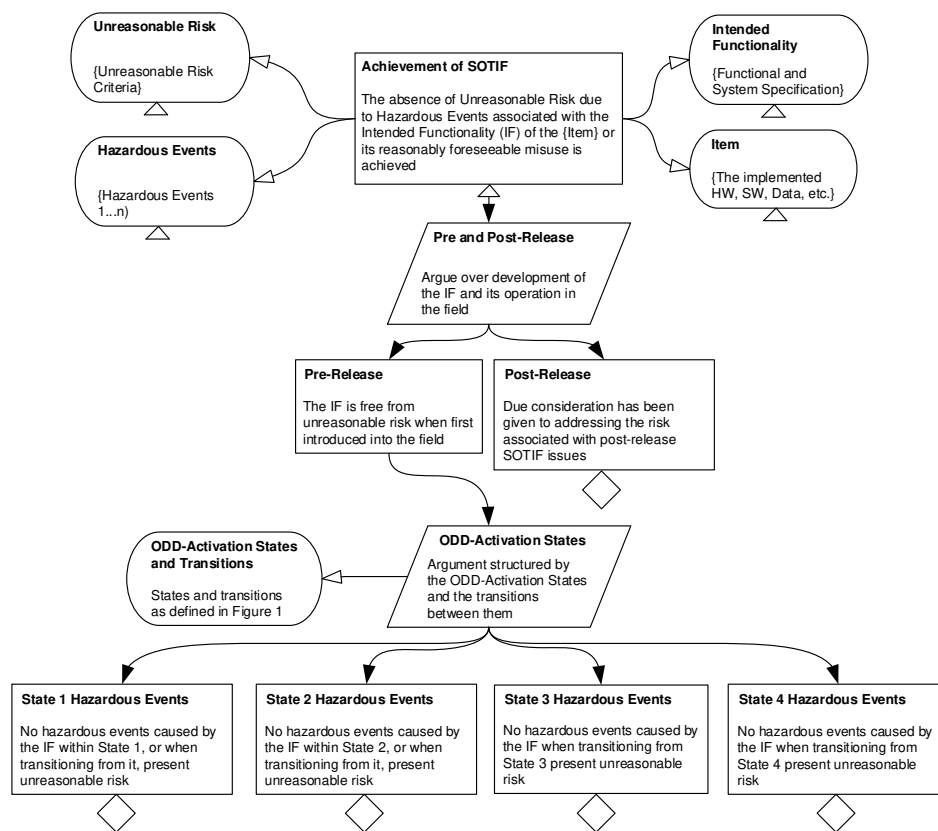 Unreasonable Risk
{Unreasonable Risk
Criteria}
Hazardous Events
{Hazardous Events
1...n)
Achievement of SOTIF
The absence of Unreasonable Risk due
to Hazardous Events associated with the
Intended Functionality (IF) of the {Item} or
its reasonably foreseeable misuse is
achieved
Intended
Functionality
{Functional and
System Specification}
Item
{The implemented
HW, SW, Data, etc.}
Pre and Post-Release
Argue over development of
the IF and its operation in
the field
Pre-Release
The IF is free from
unreasonable risk when first
introduced into the field
Post-Release
Due consideration has been
given to addressing the risk
associated with post-release
SOTIF issues
ODD-Activation States
and Transitions
States and transitions
as defined in Figure 1
ODD-Activation States
Argument structured by
the ODD-Activation States
and the transitions
between them
State 1 Hazardous Events
No hazardous events caused by
the IF within State 1, or when
transitioning from it, present
unreasonable risk
State 2 Hazardous Events
No hazardous events caused by
the IF within State 2, or when
transitioning from it, present
unreasonable risk
State 3 Hazardous Events
No hazardous events caused by
the IF when transitioning from
State 3 present unreasonable
risk
State 4 Hazardous Events
No hazardous events caused by
the IF when transitioning from
State 4 present unreasonable
risk